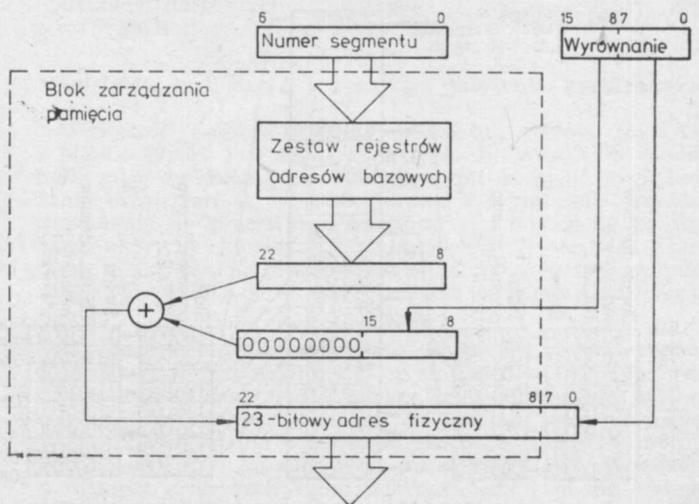 6 0 15 8 7 0
Numer segmentu
Wyrównanie
Blok zarządzania
pamięcia
Zestaw rejestrów
adresów bazowych
22 8
+
15 8
00000000
22 8 7 0
23-bitowy adres fizyczny